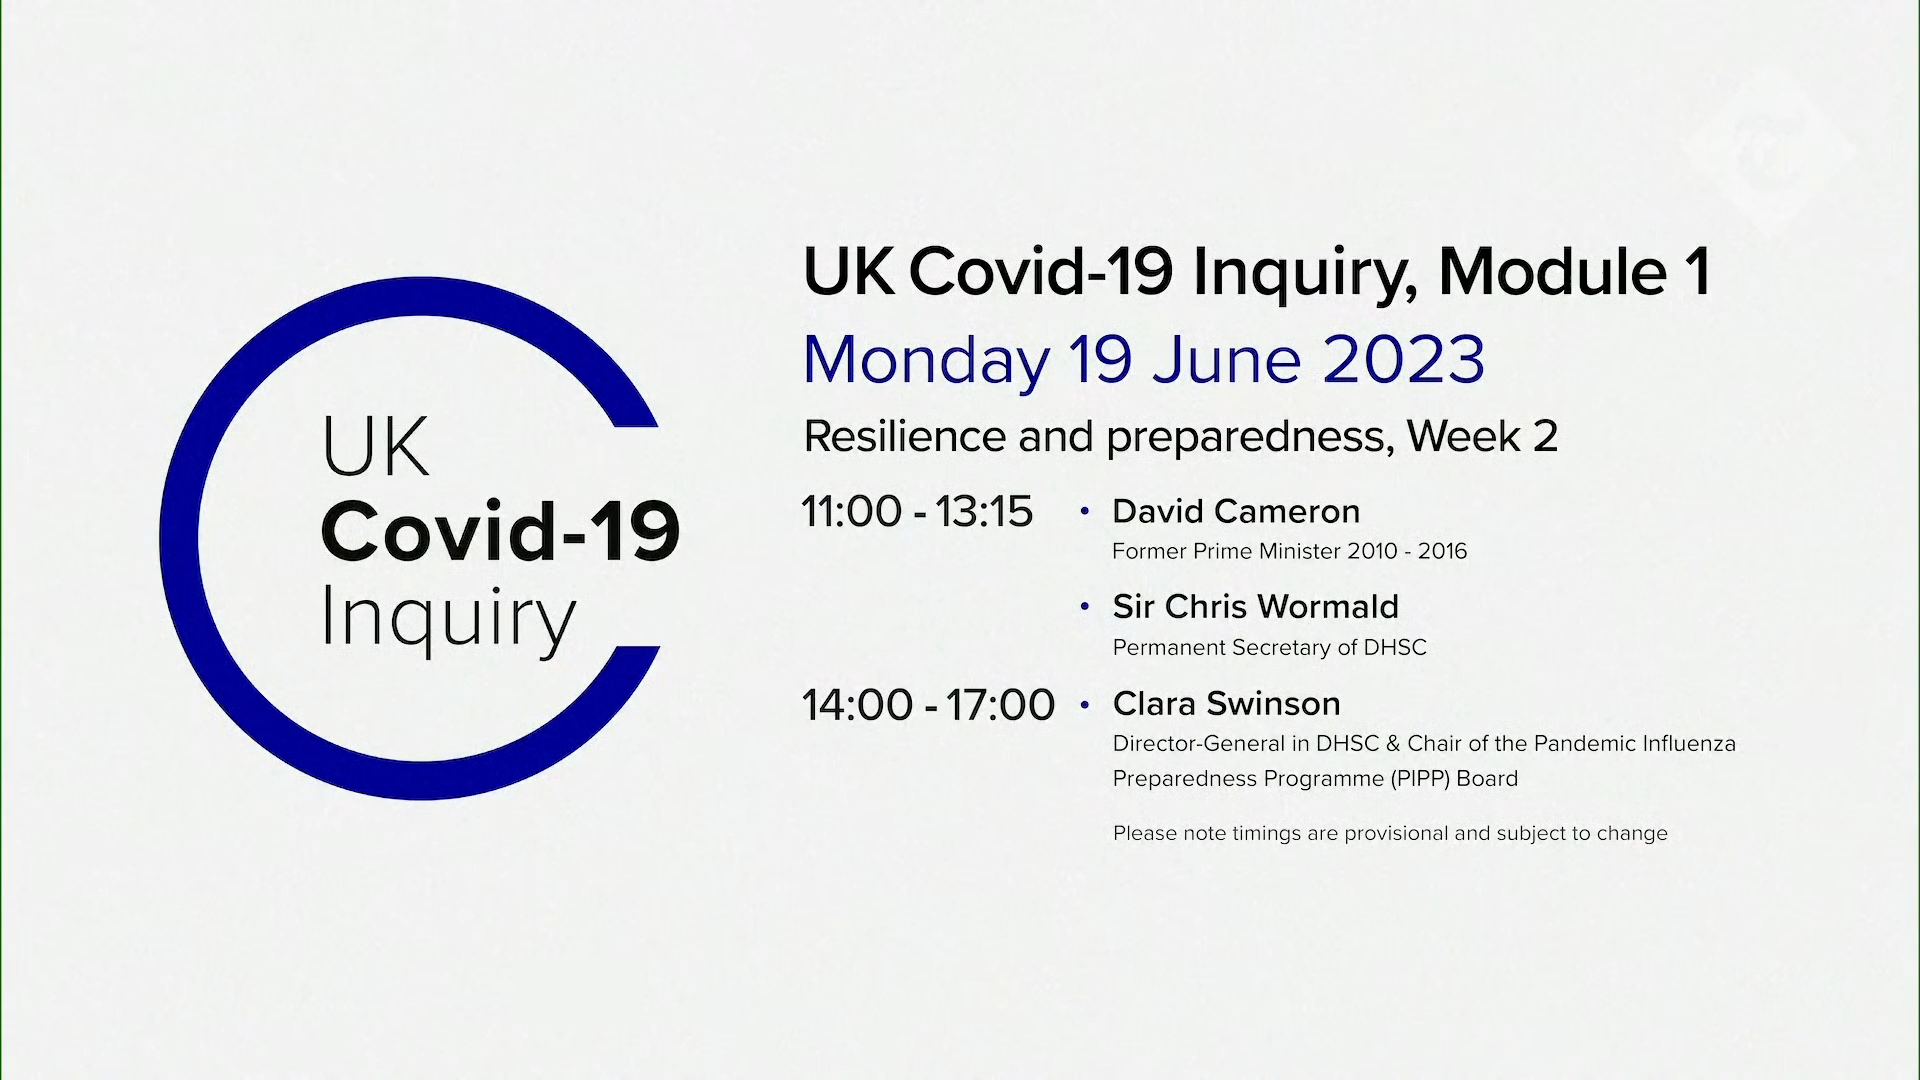 UK
Covid-19
Inquiry
UK Covid-19 Inquiry, Module 1
Monday 19 June 2023
Resilience and preparedness, Week 2
11:00 - 13:15 • David Cameron
Former Prime Minister 2010 - 2016
• Sir Chris Wormald
Permanent Secretary of DHSC
14:00 - 17:00 • Clara Swinson
Director-General in DHSC & Chair of the Pandemic Influenza
Preparedness Programme (PIPP) Board
Please note timings are provisional and subject to change
T